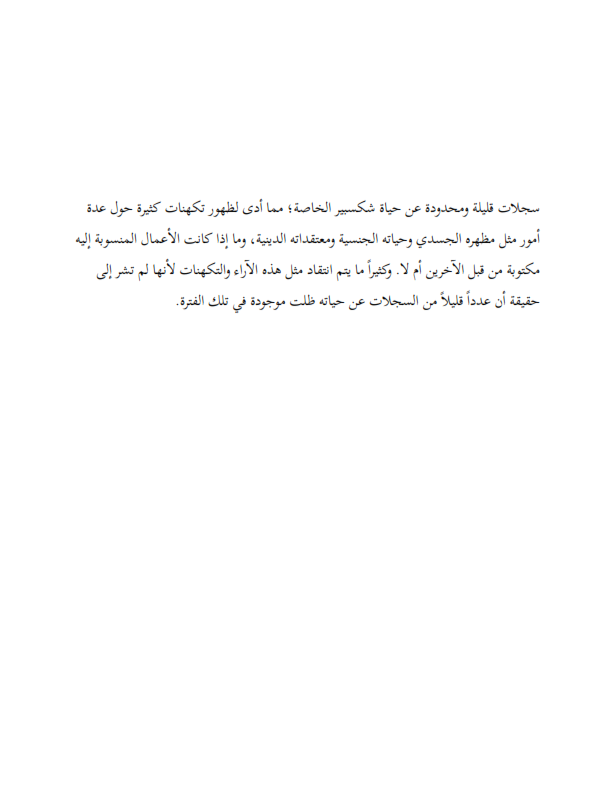 سجلات قليلة ومحدودة عن حياة شكسبير الخاصة؛ مما أدى لظهور تكهنات كثيرة حول عدة
أمور مثل مظهره الجسدي وحياته الجنسية ومعتقداته الدينية، وما إذا كانت الأعمال المنسوبة إليه
مكتوبة من قبل الآخرين أم لا. وكثيراً ما يتم انتقاد مثل هذه الآراء والتكهنات لأنها لم تشر إلى
حقيقة أن عدداً قليلاً من السجلات عن حياته ظلت موجودة في تلك الفترة.